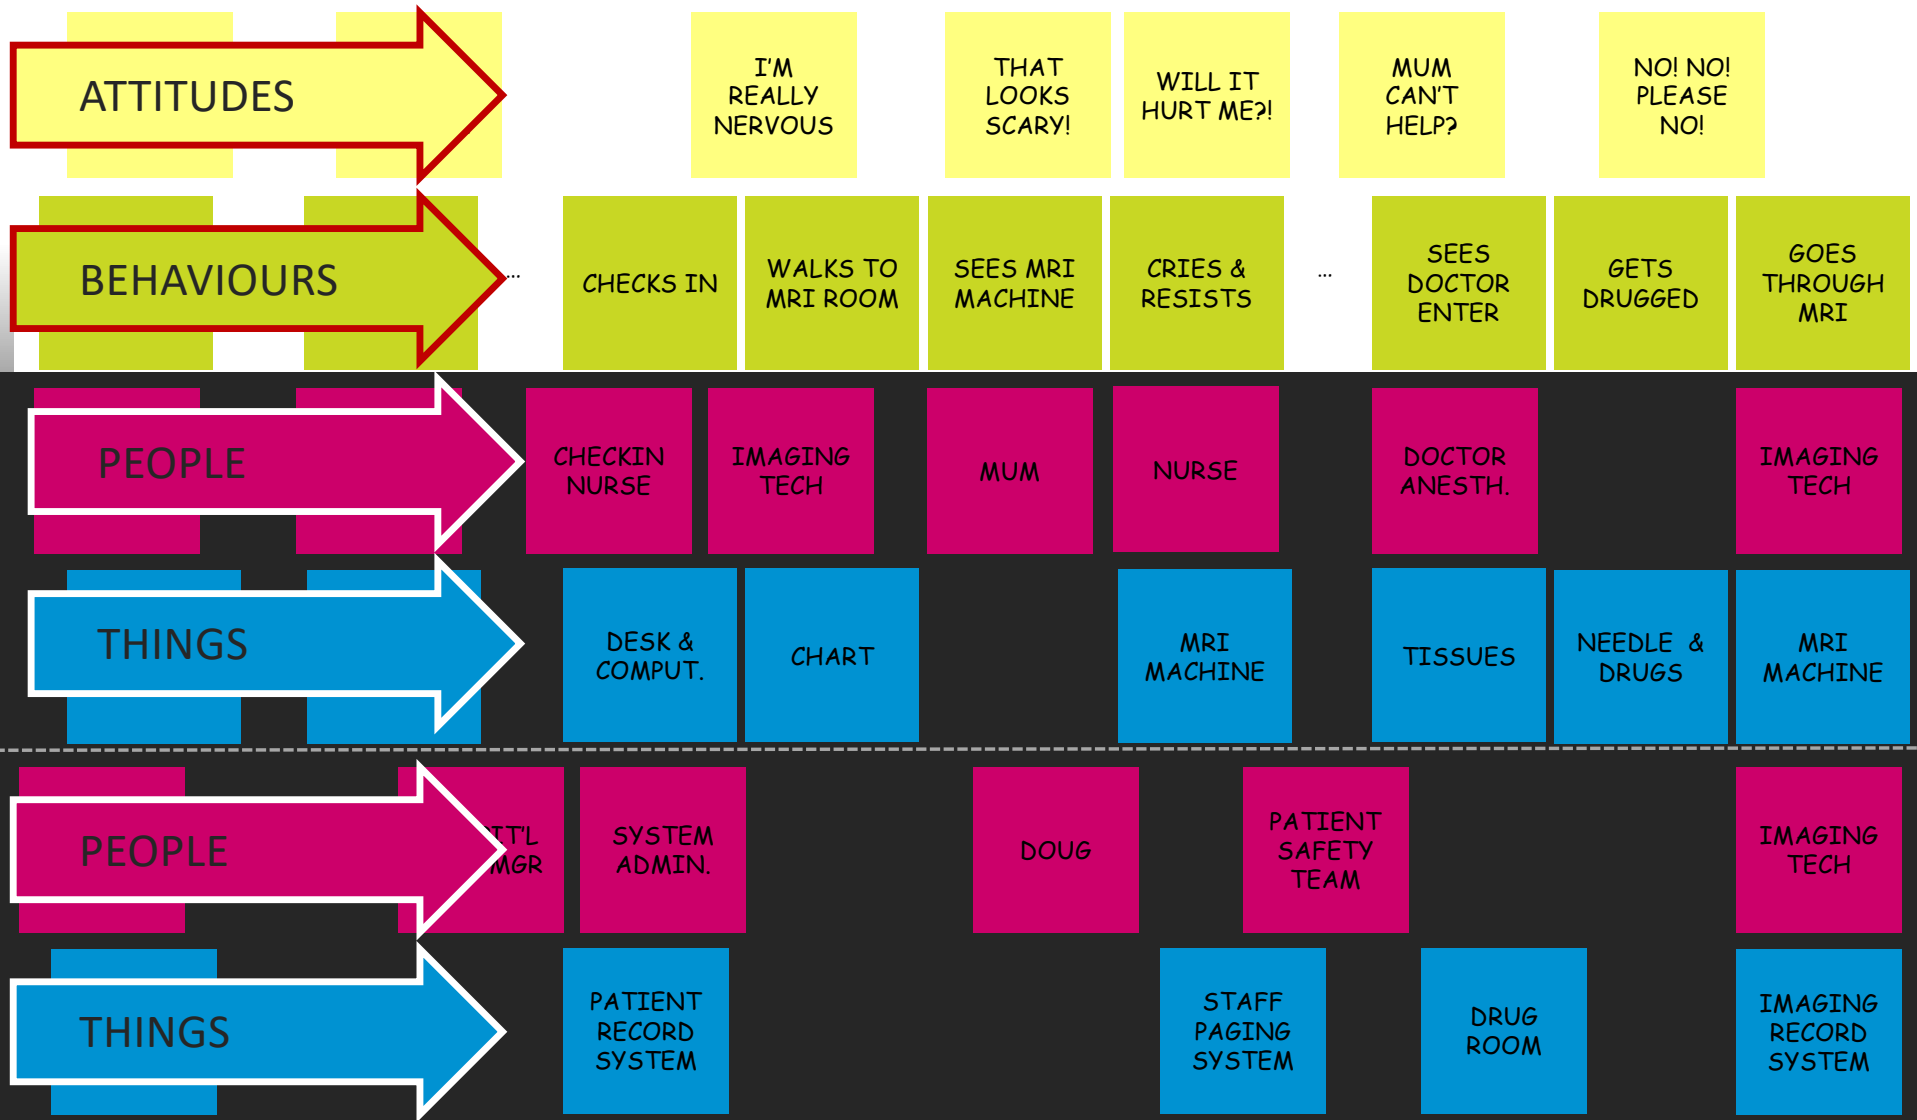 ATTITUDES
I'M
REALLY
NERVOUS
THAT
LOOKS
SCARY!
WILL IT
HURT ME?!
MUM
CAN'T
HELP?
NO! NO!
PLEASE
NO!
BEHAVIOURS
...
CHECKS IN
WALKS TO
MRI ROOM
SEES MRI
MACHINE
CRIES &
RESISTS
...
SEES
DOCTOR
ENTER
GETS
DRUGGED
GOES
THROUGH
MRI
PEOPLE
CHECKIN
NURSE
IMAGING
TECH
MUM
NURSE
DOCTOR
ANESTH.
IMAGING
TECH
THINGS
DESK &
COMPUT.
CHART
MRI
MACHINE
TISSUES
NEEDLE &
DRUGS
MRI
MACHINE
PEOPLE
IT'L
MGR
SYSTEM
ADMIN.
DOUG
PATIENT
SAFETY
TEAM
IMAGING
TECH
THINGS
PATIENT
RECORD
SYSTEM
STAFF
PAGING
SYSTEM
DRUG
ROOM
IMAGING
RECORD
SYSTEM